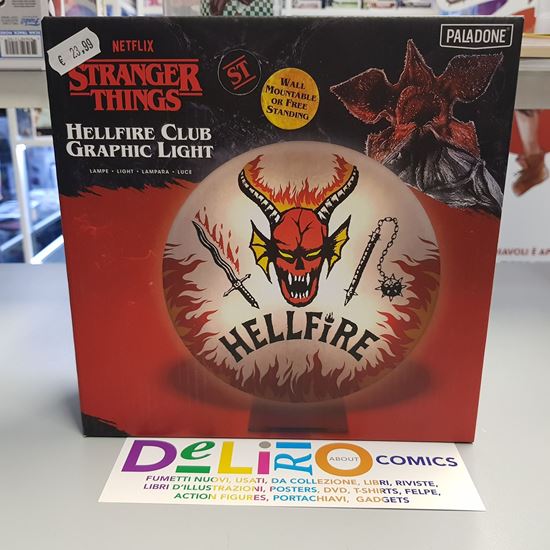 € 23.99
NETFLIX
STRANGER
THINGS
HELLFIRE CLUB
GRAPHIC LIGHT
LAMPE • LIGHT • LAMPARA • LUCE
ST
WALL
MOUNTABLE
OR FREE
STANDING
PALADONE
HELLFIRE
DELIRIO
ABOUT
COMICS
FUMETTI NUOVI, USATI, DA COLLEZIONE, LIBRI, RIVISTE,
LIBRI D'ILLUSTRAZIONI, POSTERS, DVD, T-SHIRTS, FELPE,
ACTION FIGURES, PORTACHIAVI, GADGETS